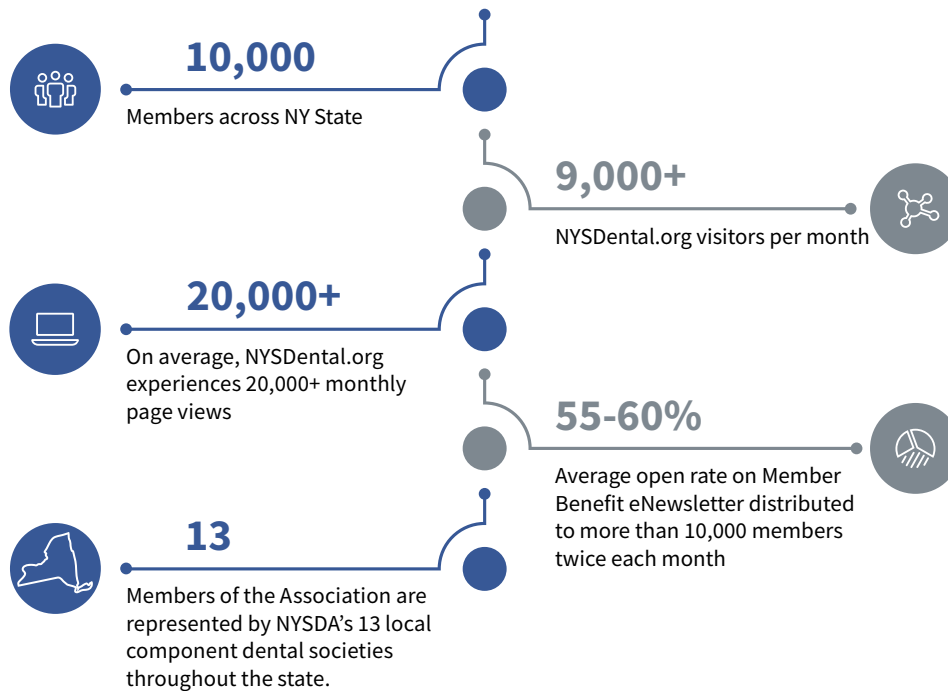 10,000
Members across NY State
9,000+
NYSDental.org visitors per month
20,000+
On average, NYSDental.org
experiences 20,000+ monthly
page views
55-60%
Average open rate on Member
Benefit eNewsletter distributed
to more than 10,000 members
twice each month
13
Members of the Association are
represented by NYSDA’s 13 local
component dental societies
throughout the state.